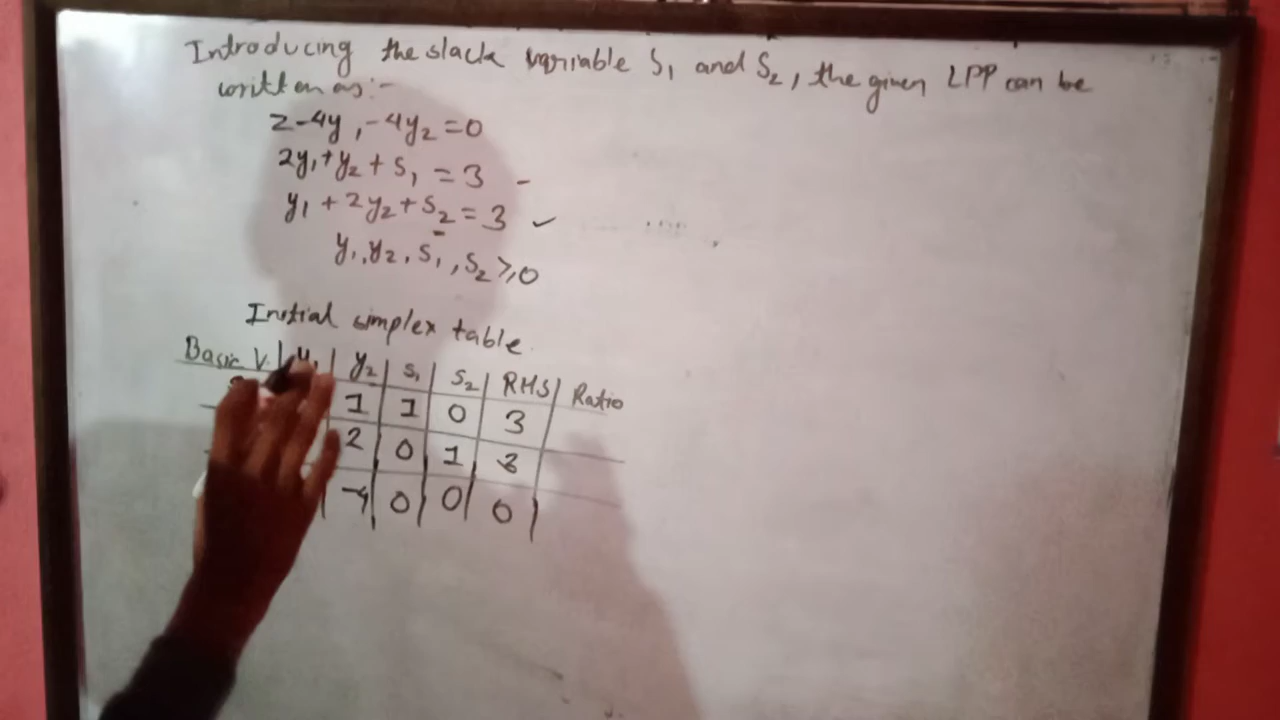 Introducing the slack variable S₁ and S₂, the given LPP can be
written as:-
Z-4y₁-4y₂=0
2y₁+y₂+S₁=3 -
y₁+2y₂+S₂=3 ✓
y₁,y₂,S₁,S₂≥0
Initial simplex table.
Basic V. y₁ y₂ S₁ S₂ RHS Ratio
1 1 0 3
2 0 1 3
-4 0 0 0